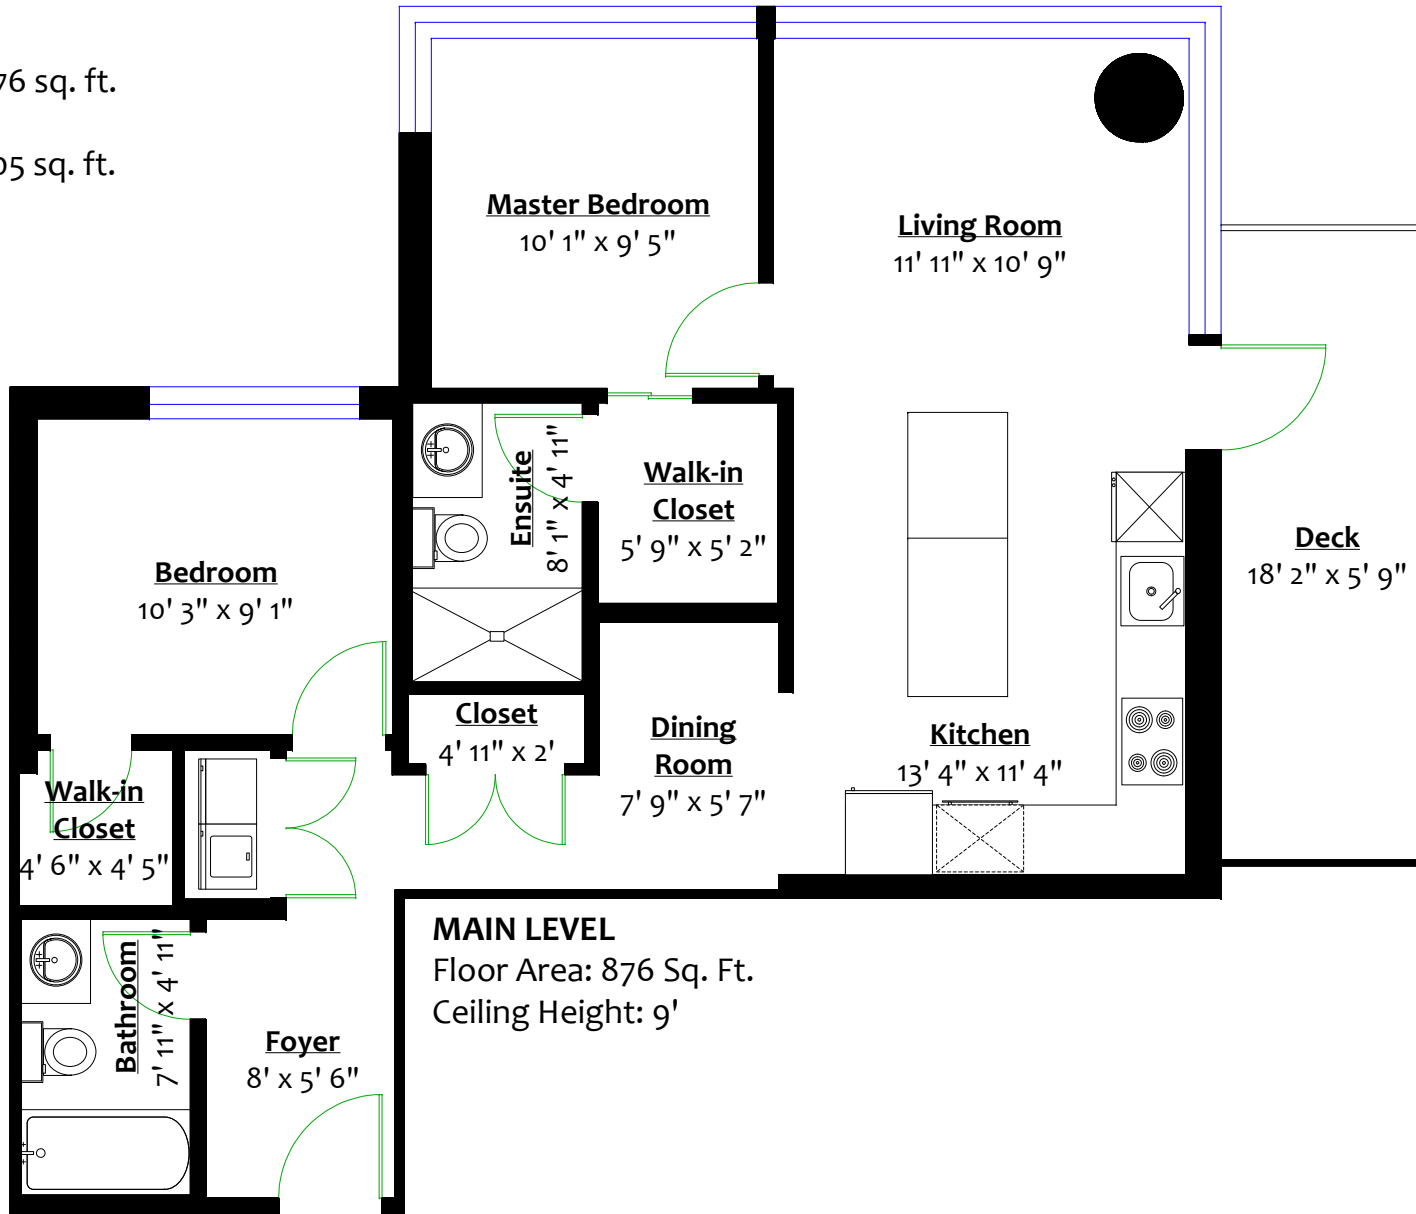 76 sq. ft.
05 sq. ft.
Master Bedroom
10' 1" x 9' 5"
Living Room
11' 11" x 10' 9"
Ensuite
8' 1" x 4' 11"
Walk-in
Closet
5' 9" x 5' 2"
Deck
18' 2" x 5' 9"
Bedroom
10' 3" x 9' 1"
Closet
4' 11" x 2'
Dining
Room
7' 9" x 5' 7"
Kitchen
13' 4" x 11' 4"
Walk-in
Closet
4' 6" x 4' 5"
MAIN LEVEL
Floor Area: 876 Sq. Ft.
Ceiling Height: 9'
Bathroom
7' 11" x 4' 11"
Foyer
8' x 5' 6"